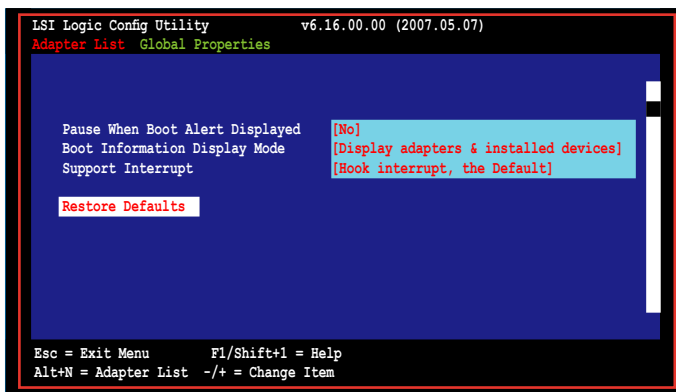 LSI Logic Config Utility v6.16.00.00 (2007.05.07)
Adapter List Global Properties
Pause When Boot Alert Displayed [No]
Boot Information Display Mode [Display adapters & installed devices]
Support Interrupt [Hook interrupt, the Default]
Restore Defaults
Esc = Exit Menu F1/Shift+1 = Help
Alt+N = Adapter List -/+ = Change Item